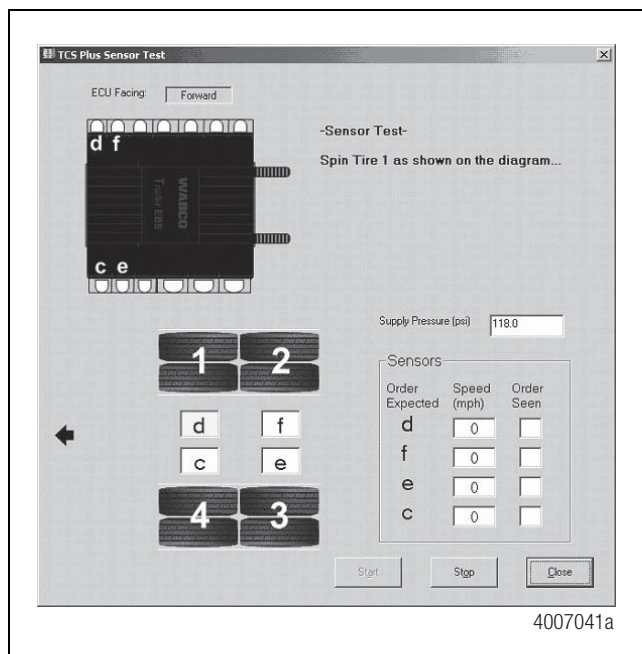 TCS Plus Sensor Test
ECU Facing: Forward
d f
WABCO
Trailer EBS
c e
-Sensor Test-
Spin Tire 1 as shown on the diagram...
Supply Pressure (psi) 118.0
1 2
d f
c e
4 3
Sensors
Order Expected Speed (mph) Order Seen
d 0
f 0
e 0
c 0
Start Stop Close
4007041a